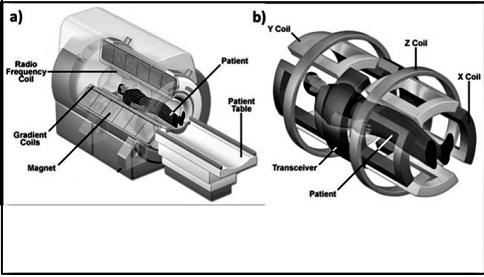 a)
Radio
Frequency
Coil
Patient
Patient
Table
Gradient
Coils
Magnet
b)
Y Coil
Z Coil
X Coil
Transceiver
Patient